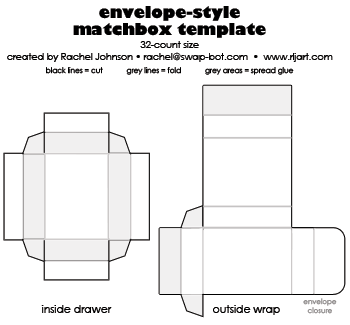 envelope-style
matchbox template
32-count size
created by Rachel Johnson • rachel@swap-bot.com • www.rjart.com
black lines = cut grey lines = fold grey areas = spread glue
inside drawer
outside wrap
envelope
closure